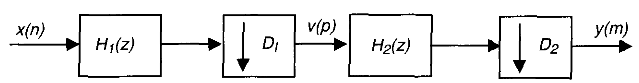 x(n) H₁(z) D₁ v(p) H₂(z) D₂ y(m)